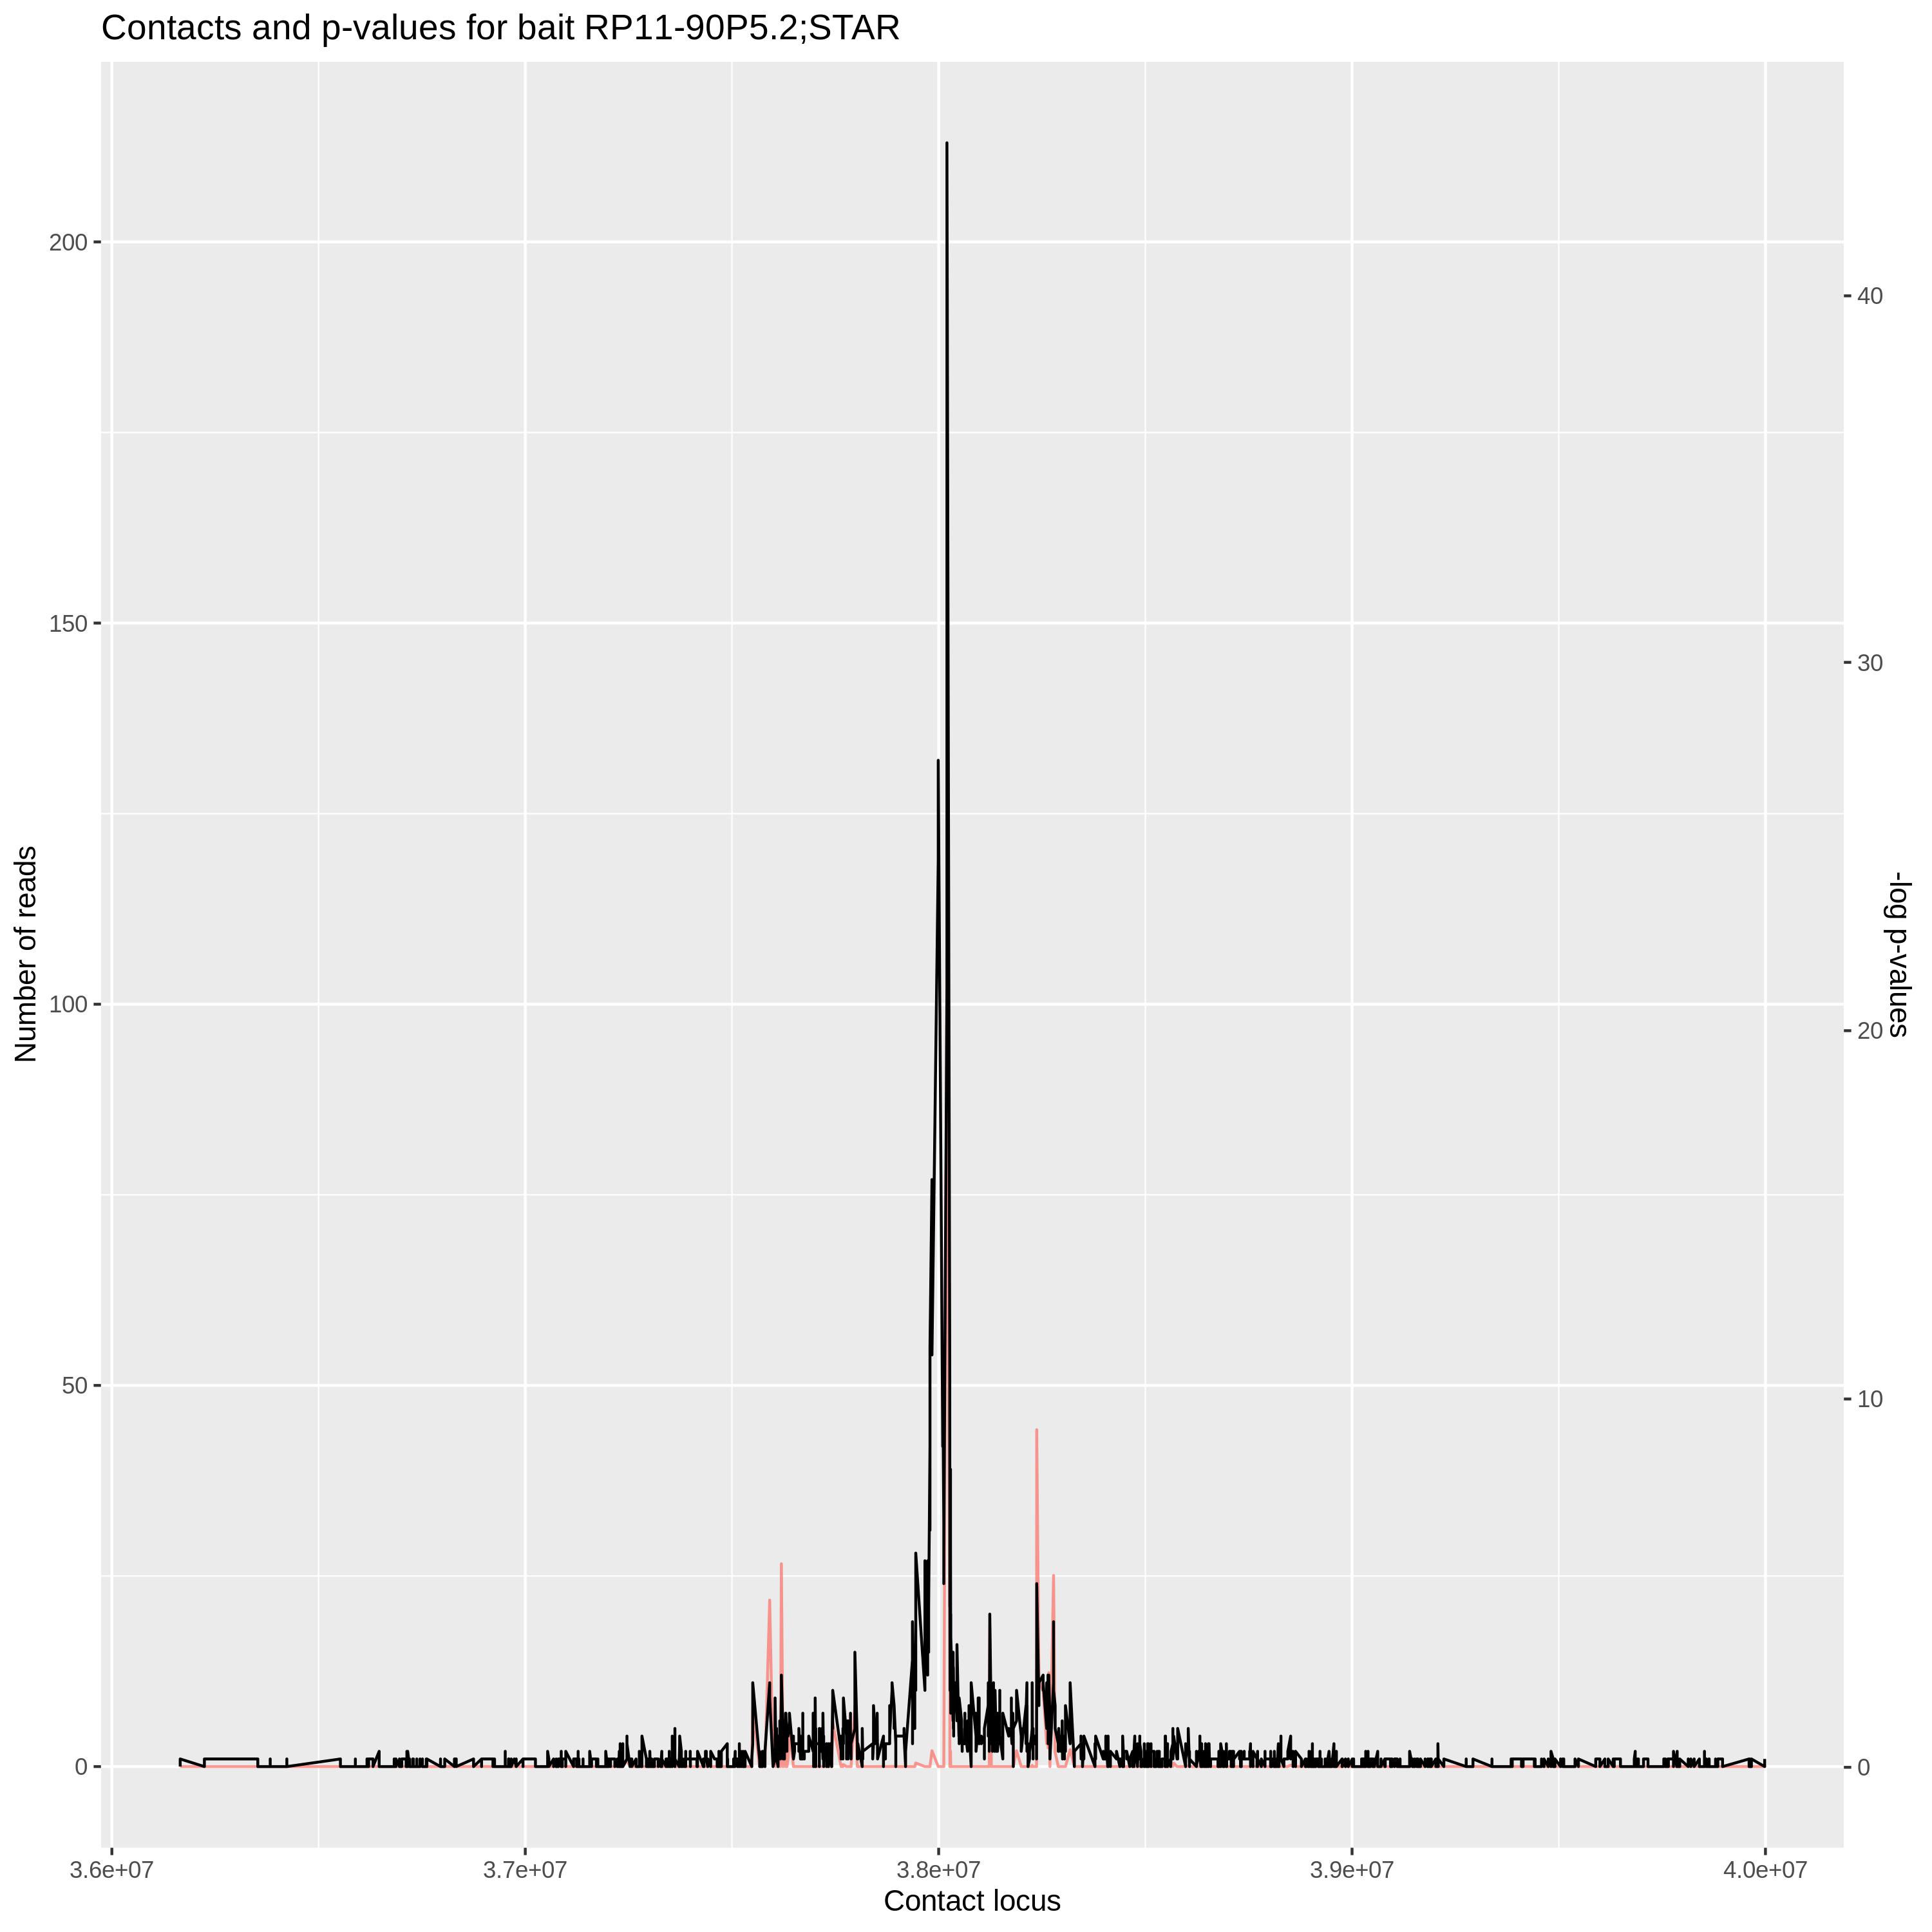 Contacts and p-values for bait RP11-90P5.2;STAR
Number of reads
200
150
100
50
0
40
30
20
10
0
-log p-values
3.6e+07 3.7e+07 3.8e+07 3.9e+07 4.0e+07
Contact locus